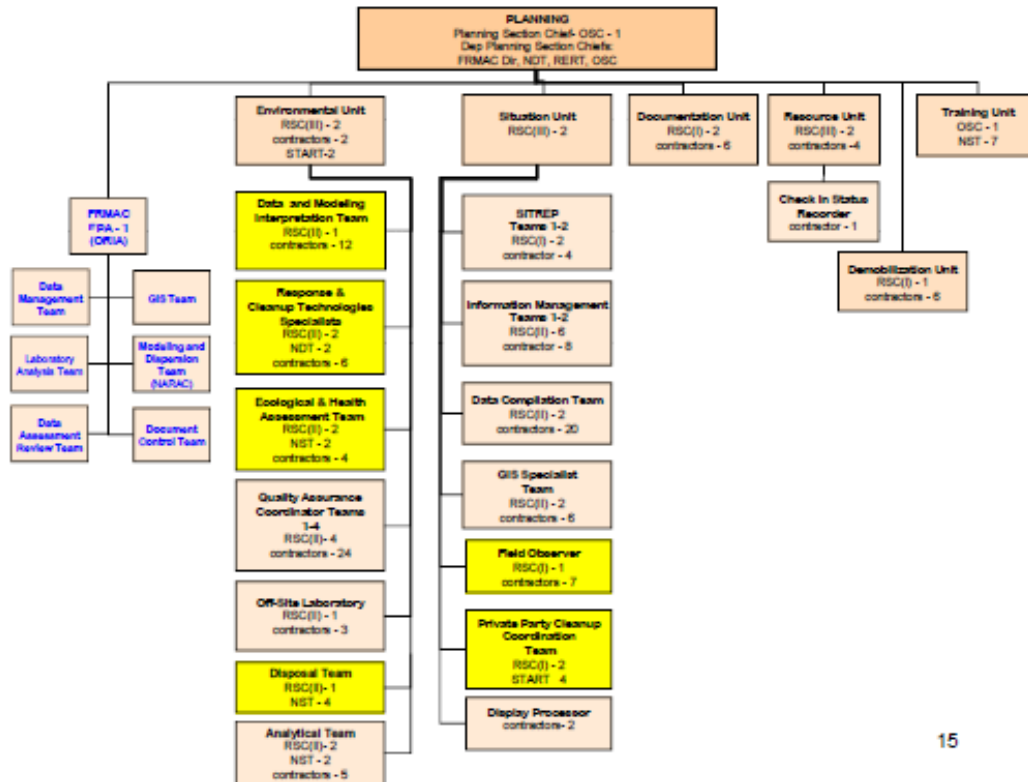 PLANNING
Planning Section Chief- OSC - 1
Dep Planning Section Chiefs:
FRMAC Dir, NDT, RERT, OSC
Environmental Unit
RSC(III) - 2
contractors - 2
START-2
Situation Unit
RSC(III) - 2
Documentation Unit
RSC(I) - 2
contractors - 6
Resource Unit
RSC(III) - 2
contractors -4
Training Unit
OSC - 1
NST - 7
Check In Status
Recorder
contractor - 1
Demobilization Unit
RSC(I) - 1
contractors - 6
FRMAC
EPA - 1
(ORIA)
Data
Management
Team
GIS Team
Laboratory
Analysis Team
Modeling and
Dispersion
Team
(NARAC)
Data
Assessment
Review Team
Document
Control Team
Data and Modeling
Interpretation Team
RSC(II) - 1
contractors - 12
Response &
Cleanup Technologies
Specialists
RSC(II) - 2
NDT - 2
contractors - 6
Ecological & Health
Assessment Team
RSC(II) - 2
NST - 2
contractors - 4
Quality Assurance
Coordinator Teams
1-4
RSC(II) - 4
contractors - 24
Off-Site Laboratory
RSC(II) - 1
contractors - 3
Disposal Team
RSC(II)- 1
NST - 4
Analytical Team
RSC(II)- 2
NST - 2
contractors - 5
SITREP
Teams 1-2
RSC(I) - 2
contractor - 4
Information Management
Teams 1-2
RSC(II) - 6
contractor - 8
Data Compilation Team
RSC(II) - 2
contractors - 20
GIS Specialist
Team
RSC(II) - 2
contractors - 6
Field Observer
RSC(I) - 1
contractors - 7
Private Party Cleanup
Coordination
Team
RSC(I) - 2
START 4
Display Processor
contractors- 2
15